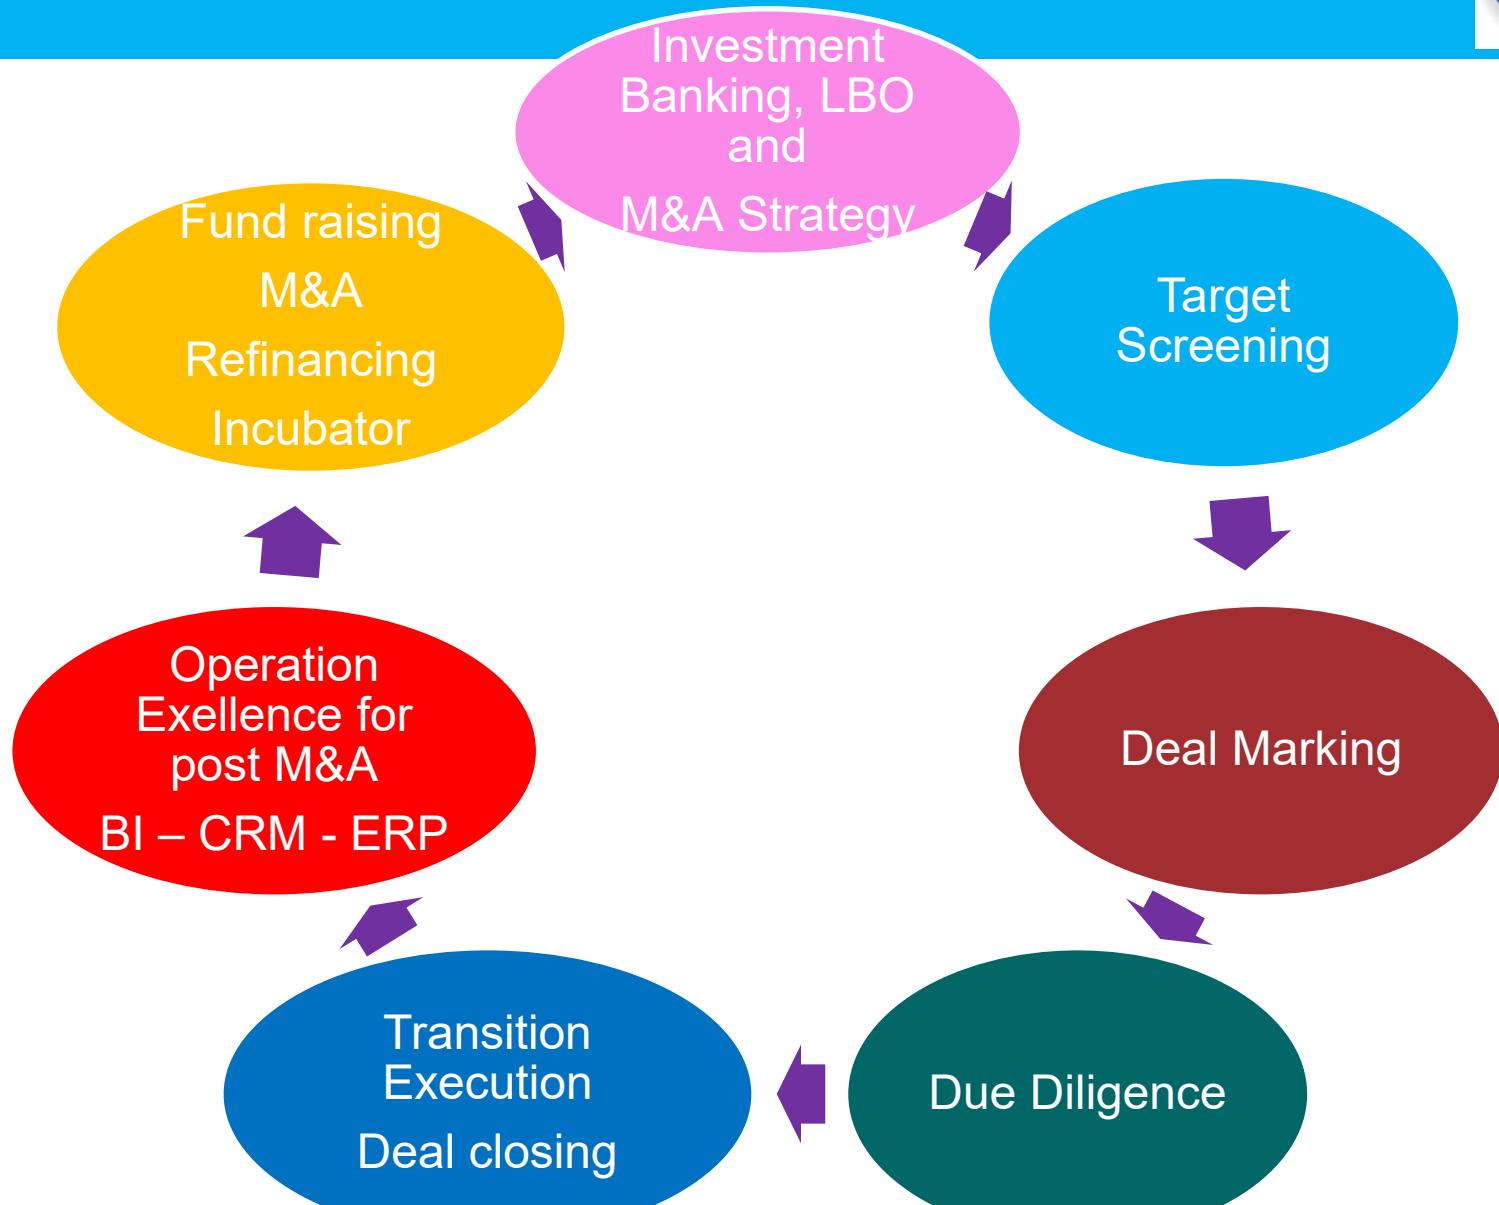 Investment
Banking, LBO
and
M&A Strategy
Fund raising
M&A
Refinancing
Incubator
Target
Screening
Operation
Exellence for
post M&A
BI – CRM - ERP
Deal Marking
Transition
Execution
Deal closing
Due Diligence